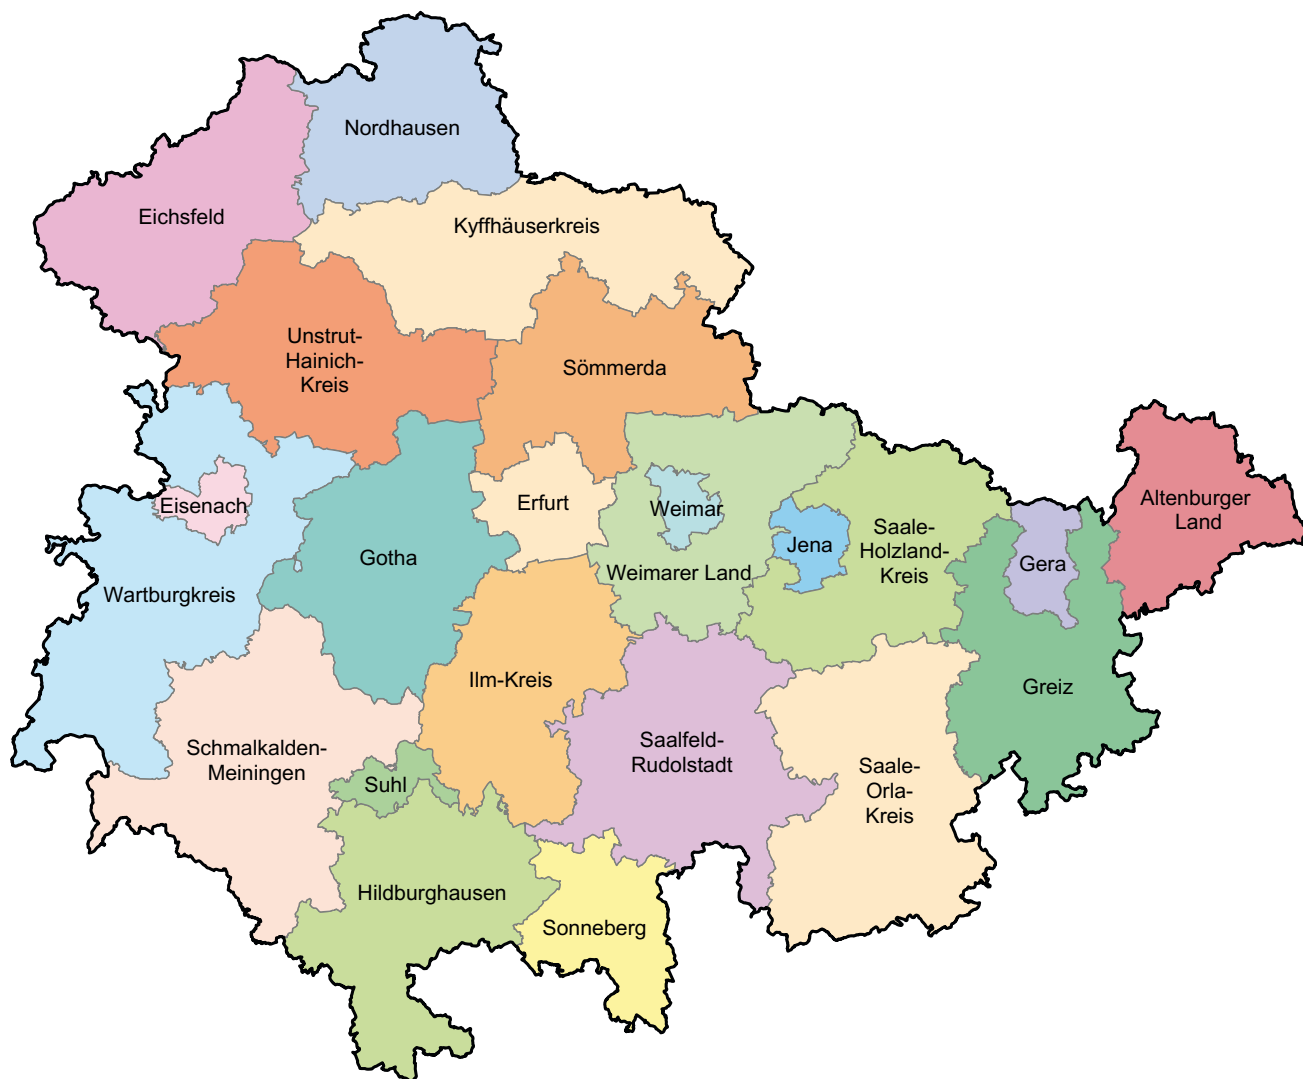 Nordhausen
Eichsfeld
Kyffhäuserkreis
Unstrut-
Hainich-
Kreis
Sömmerda
Eisenach
Erfurt
Weimar
Altenburger
Land
Gotha
Jena
Saale-
Holzland-
Kreis
Gera
Weimarer Land
Wartburgkreis
Ilm-Kreis
Greiz
Schmalkalden-
Meiningen
Saalfeld-
Rudolstadt
Suhl
Saale-
Orla-
Kreis
Hildburghausen
Sonneberg